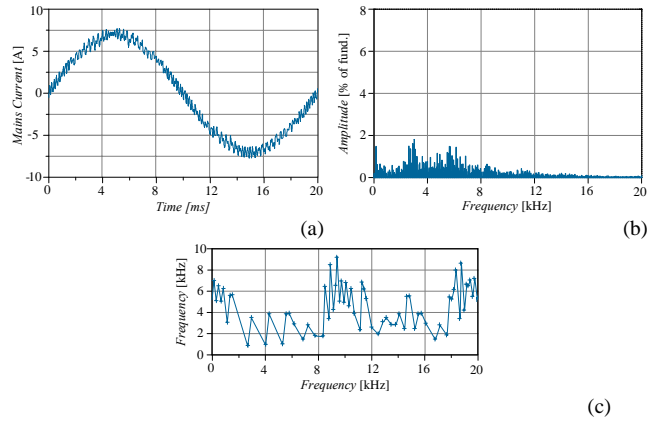 10
5
0
-5
-10
Mains Current [A]
0 4 8 12 16 20
Time [ms]
(a)
8
6
4
2
0
Amplitude [% of fund.]
0 4 8 12 16 20
Frequency [kHz]
(b)
10
8
6
4
2
0
Frequency [kHz]
0 4 8 12 16 20
Frequency [kHz]
(c)